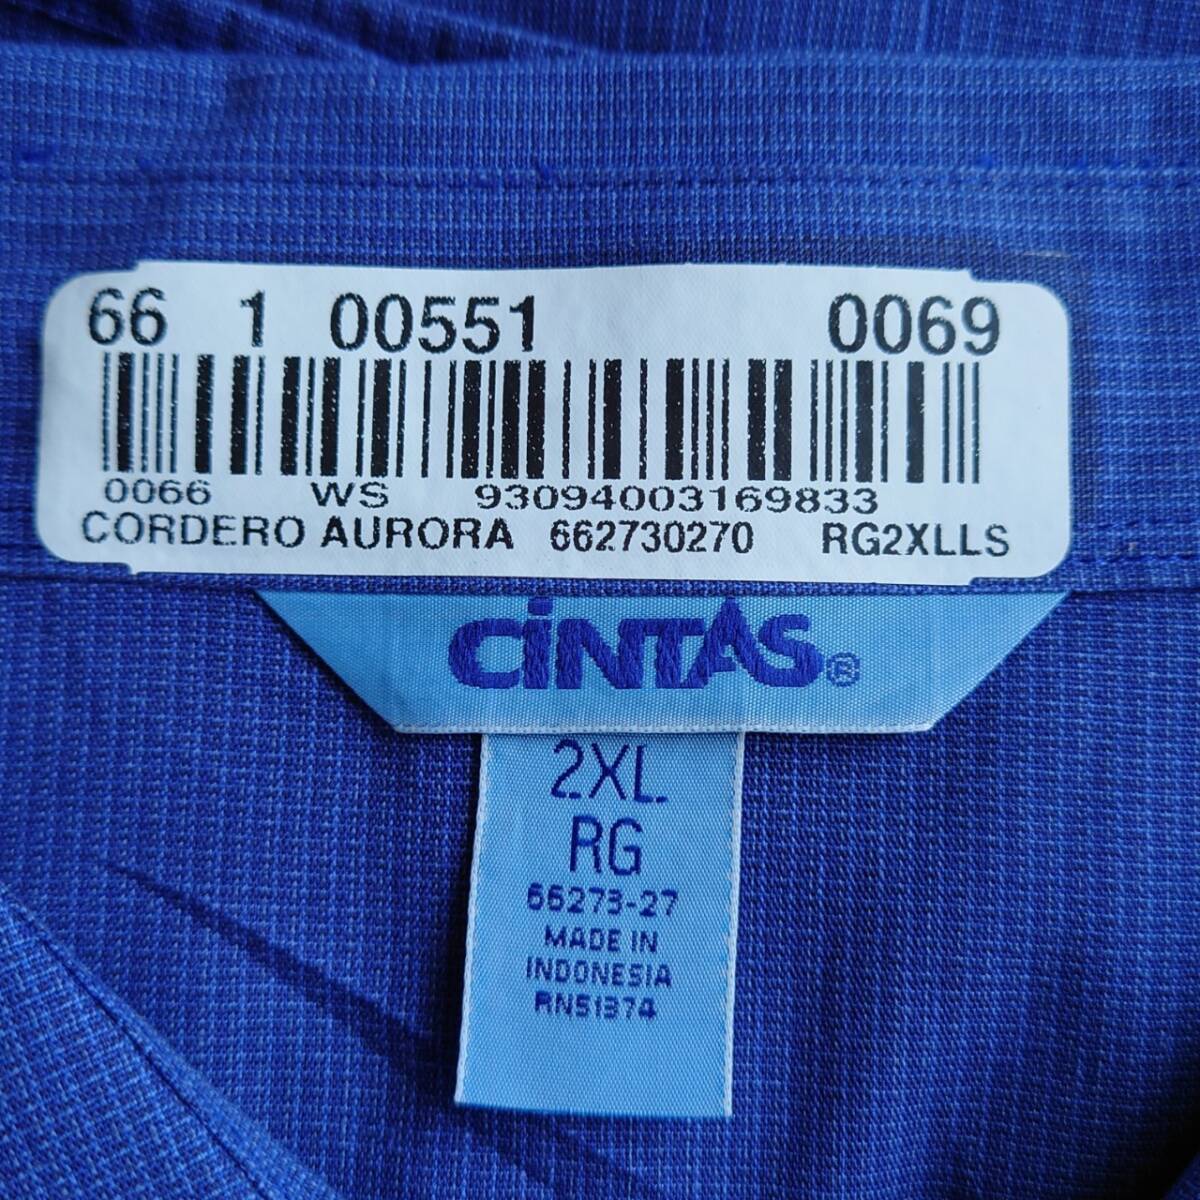 66 1 00551 0069
0066 WS 93094003169833
CORDERO AURORA 662730270 RG2XLLS
CiNTAS®
2XL
RG
66273-27
MADE IN
INDONESIA
RN51374